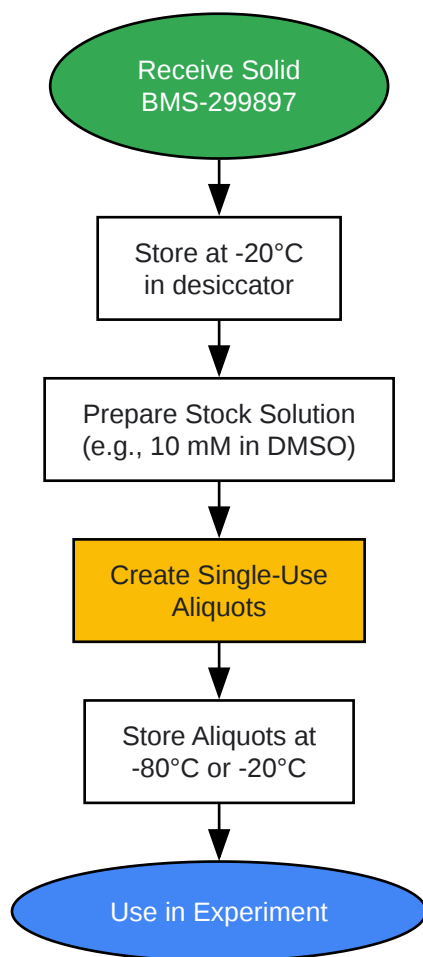 Receive Solid
BMS-299897
Store at -20°C
in desiccator
Prepare Stock Solution
(e.g., 10 mM in DMSO)
Create Single-Use
Aliquots
Store Aliquots at
-80°C or -20°C
Use in Experiment